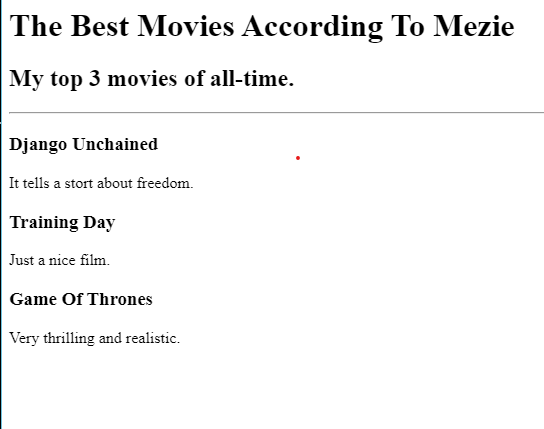 The Best Movies According To Mezie
My top 3 movies of all-time.
Django Unchained
It tells a stort about freedom.
Training Day
Just a nice film.
Game Of Thrones
Very thrilling and realistic.